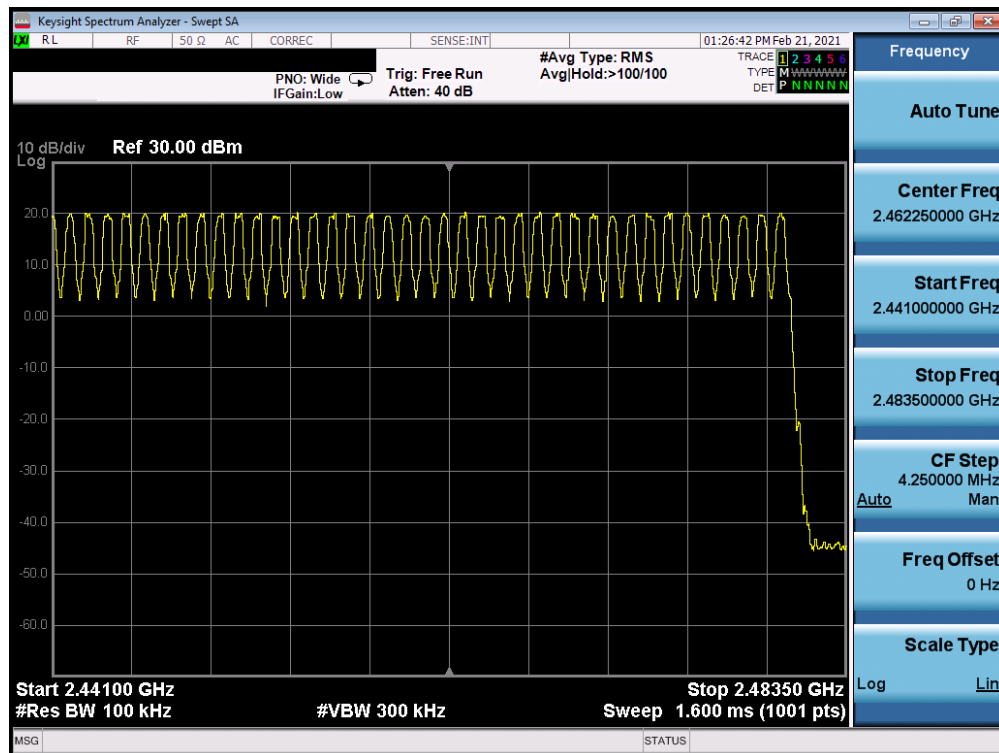 Keysight Spectrum Analyzer - Swept SA
LXI RL RF 50 Ω AC CORREC SENSE:INT 01:26:42 PM Feb 21, 2021
PNO: Wide
IFGain:Low
Trig: Free Run
Atten: 40 dB
#Avg Type: RMS
Avg|Hold:>100/100
TRACE 1 2 3 4 5 6
TYPE M WWWWWW
DET P N N N N N
10 dB/div Ref 30.00 dBm
Log
20.0
10.0
0.00
-10.0
-20.0
-30.0
-40.0
-50.0
-60.0
Start 2.44100 GHz Stop 2.48350 GHz
#Res BW 100 kHz #VBW 300 kHz Sweep 1.600 ms (1001 pts)
MSG STATUS
Frequency
Auto Tune
Center Freq
2.462250000 GHz
Start Freq
2.441000000 GHz
Stop Freq
2.483500000 GHz
CF Step
4.250000 MHz
Auto Man
Freq Offset
0 Hz
Scale Type
Log Lin